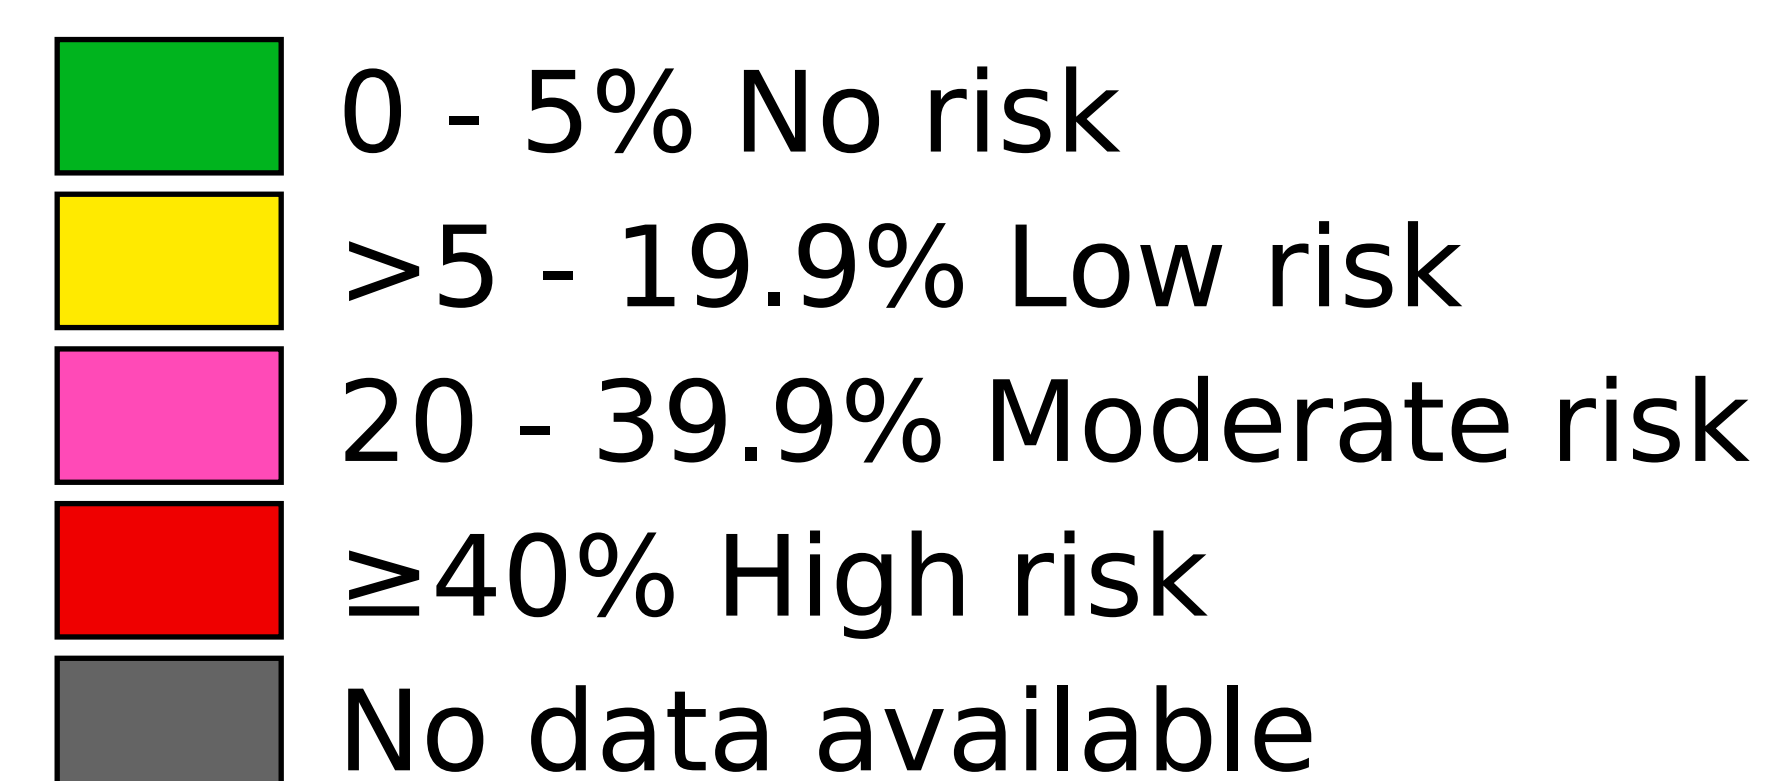 0 - 5% No risk
>5 - 19.9% Low risk
20 - 39.9% Moderate risk
≥40% High risk
No data available